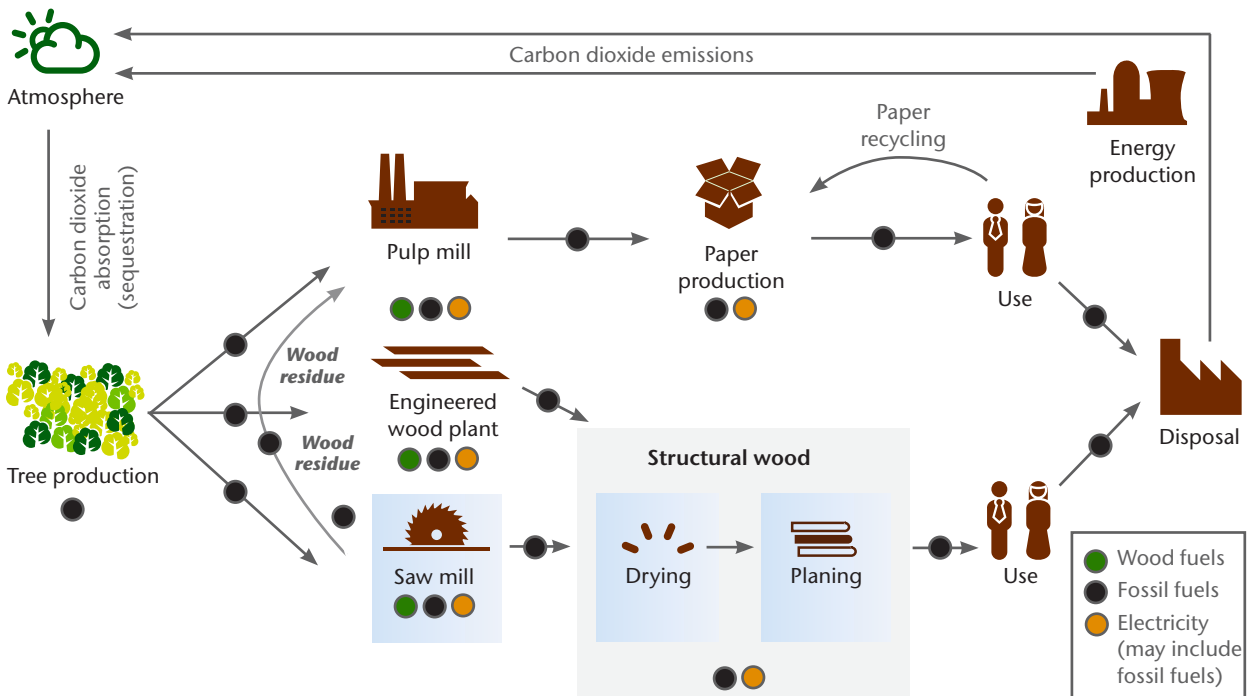 Carbon dioxide emissions
Atmosphere
Paper
recycling
Energy
production
Carbon dioxide
absorption
(sequestration)
Pulp mill
Paper
production
Use
Wood
residue
Engineered
wood plant
Wood
residue
Tree production
Structural wood
Disposal
Saw mill
Drying
Planing
Use
Wood fuels
Fossil fuels
Electricity
(may include
fossil fuels)